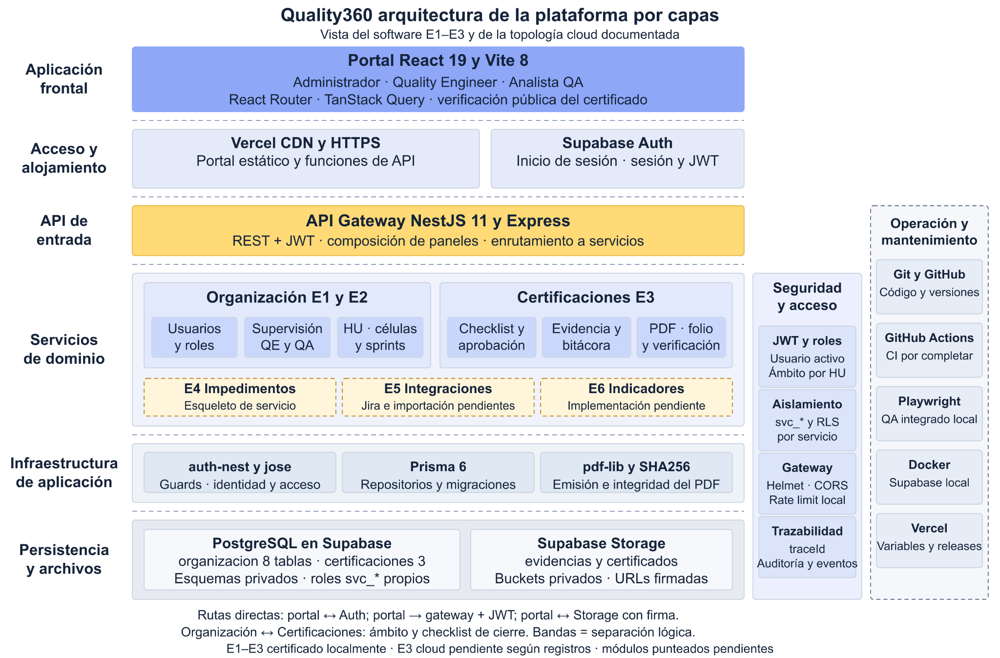 Quality360 arquitectura de la plataforma por capas
Vista del software E1–E3 y de la topología cloud documentada
Aplicación
frontal
Portal React 19 y Vite 8
Administrador · Quality Engineer · Analista QA
React Router · TanStack Query · verificación pública del certificado
Acceso y
alojamiento
Vercel CDN y HTTPS
Portal estático y funciones de API
Supabase Auth
Inicio de sesión · sesión y JWT
API de
entrada
API Gateway NestJS 11 y Express
REST + JWT · composición de paneles · enrutamiento a servicios
Servicios
de dominio
Organización E1 y E2
Usuarios
y roles
Supervisión
QE y QA
HU · células
y sprints
Certificaciones E3
Checklist y
aprobación
Evidencia y
bitácora
PDF · folio
y verificación
E4 Impedimentos
Esqueleto de servicio
E5 Integraciones
Jira e importación pendientes
E6 Indicadores
Implementación pendiente
Infraestructura
de aplicación
auth-nest y jose
Guards · identidad y acceso
Prisma 6
Repositorios y migraciones
pdf-lib y SHA256
Emisión e integridad del PDF
Persistencia
y archivos
PostgreSQL en Supabase
organizacion 8 tablas · certificaciones 3
Esquemas privados · roles svc_* propios
Supabase Storage
evidencias y certificados
Buckets privados · URLs firmadas
Seguridad
y acceso
JWT y roles
Usuario activo
Ámbito por HU
Aislamiento
svc_* y RLS
por servicio
Gateway
Helmet · CORS
Rate limit local
Trazabilidad
traceId
Auditoría y eventos
Operación y
mantenimiento
Git y GitHub
Código y versiones
GitHub Actions
CI por completar
Playwright
QA integrado local
Docker
Supabase local
Vercel
Variables y releases
Rutas directas: portal ↔ Auth; portal → gateway + JWT; portal ↔ Storage con firma.
Organización ↔ Certificaciones: ámbito y checklist de cierre. Bandas = separación lógica.
E1–E3 certificado localmente · E3 cloud pendiente según registros · módulos punteados pendientes